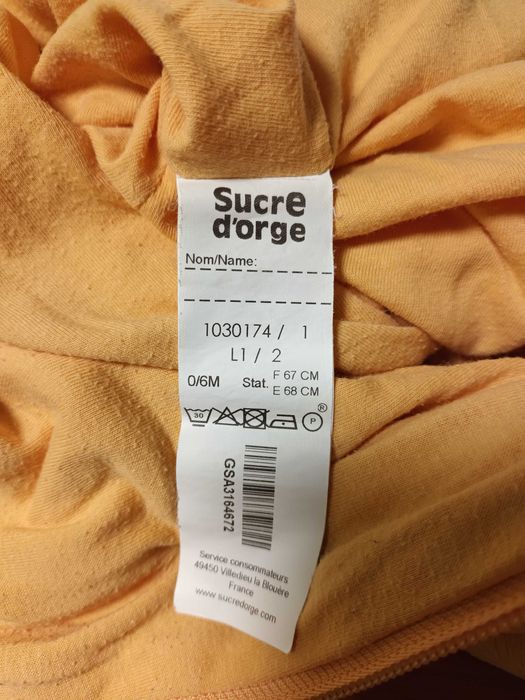 Sucre
d'orge
Nom/Name:
1030174 / 1
L1 / 2
0/6M Stat. F 67 CM
E 68 CM
30 P ®
GSA3164672
Service consommateurs
49450 Villedieu la Blouère
France
www.sucredorge.com